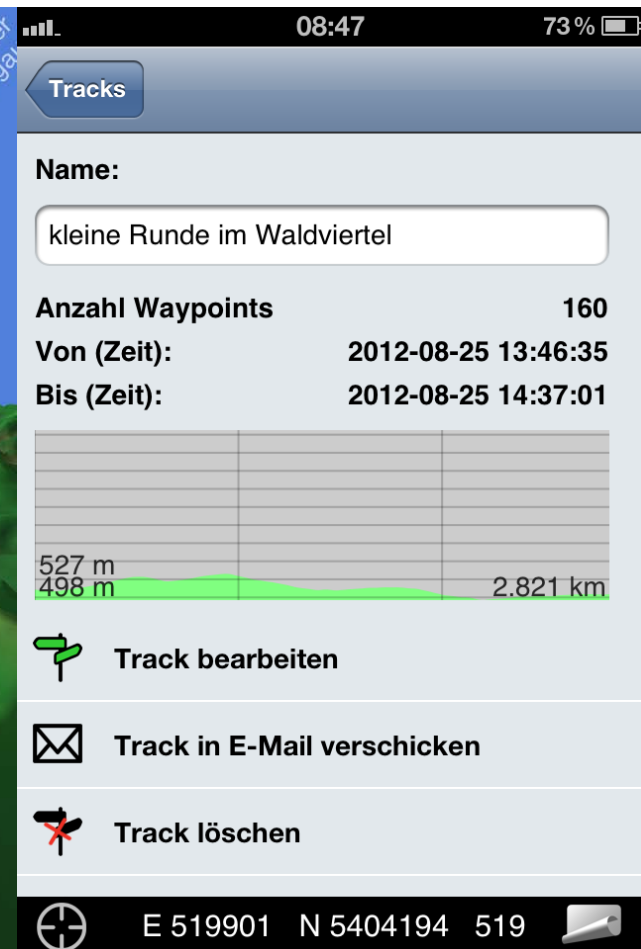 08:47 73 %
Tracks
Name:
kleine Runde im Waldviertel
Anzahl Waypoints 160
Von (Zeit): 2012-08-25 13:46:35
Bis (Zeit): 2012-08-25 14:37:01
527 m
498 m 2.821 km
Track bearbeiten
Track in E-Mail verschicken
Track löschen
E 519901 N 5404194 519